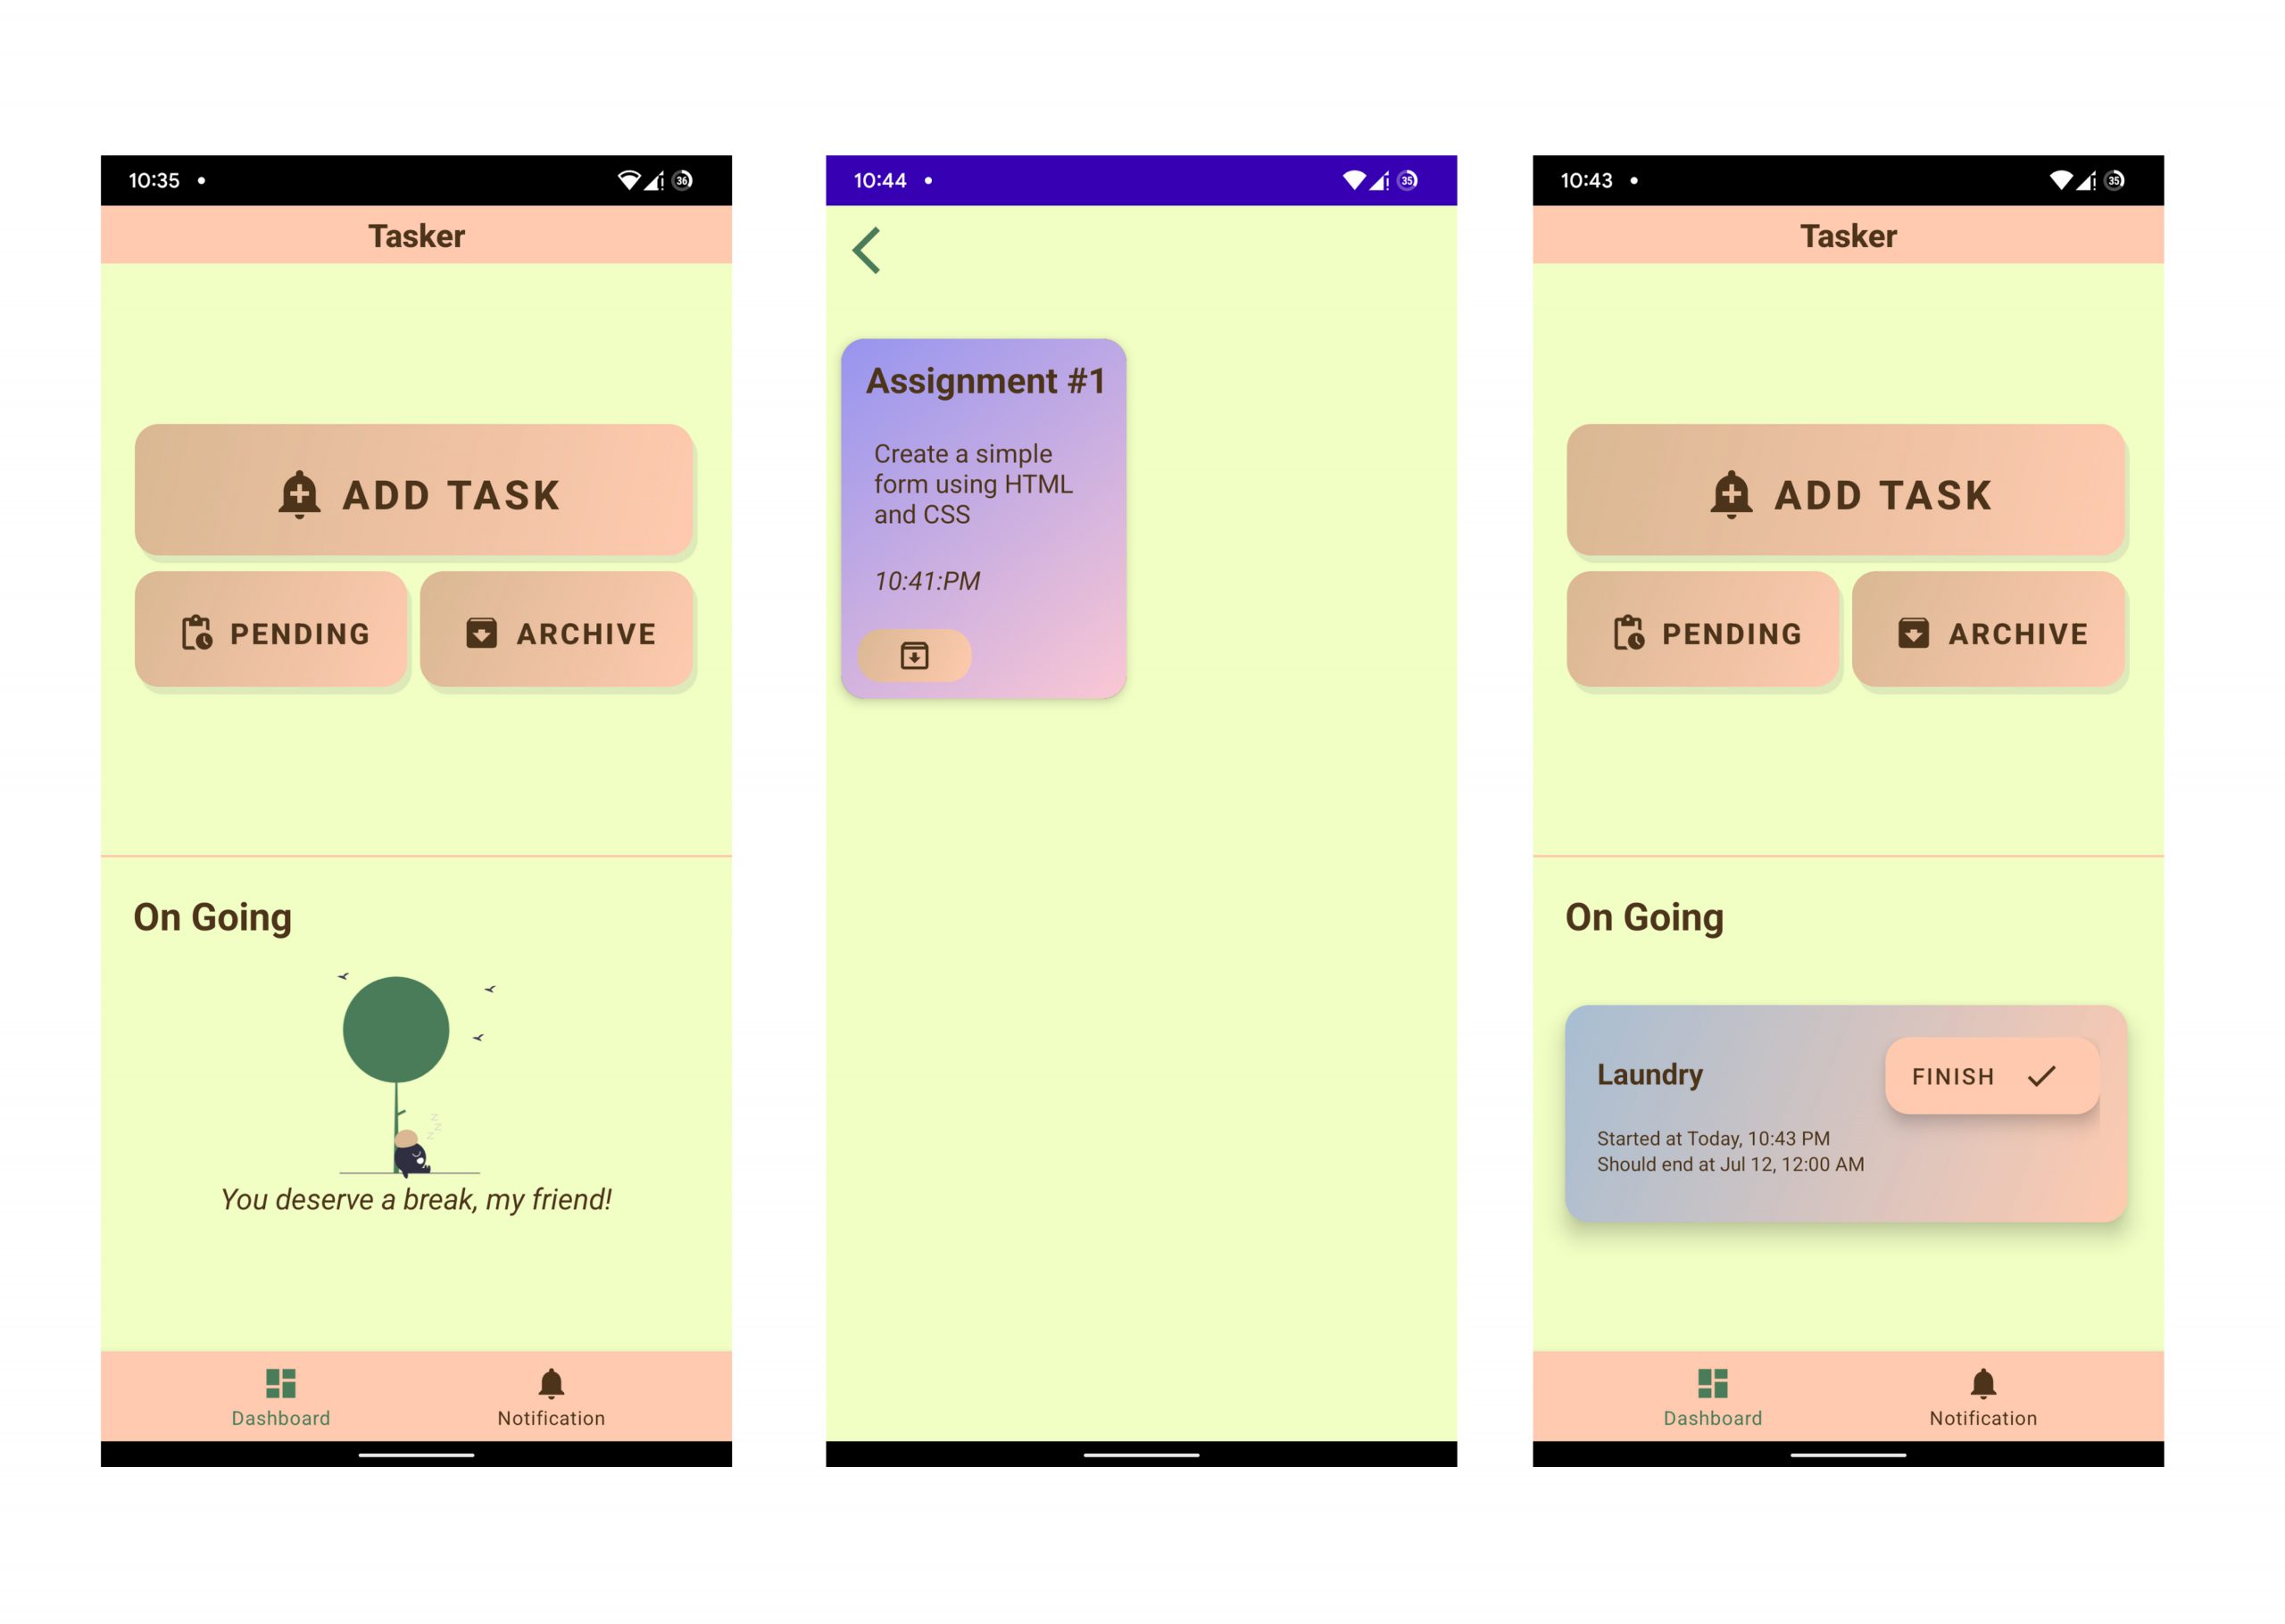 10:35
36
Tasker
ADD TASK
PENDING
ARCHIVE
On Going
z
z
z
You deserve a break, my friend!
Dashboard
Notification
10:44
35
Assignment #1
Create a simple
form using HTML
and CSS
10:41:PM
10:43
35
Tasker
ADD TASK
PENDING
ARCHIVE
On Going
Laundry
FINISH
Started at Today, 10:43 PM
Should end at Jul 12, 12:00 AM
Dashboard
Notification